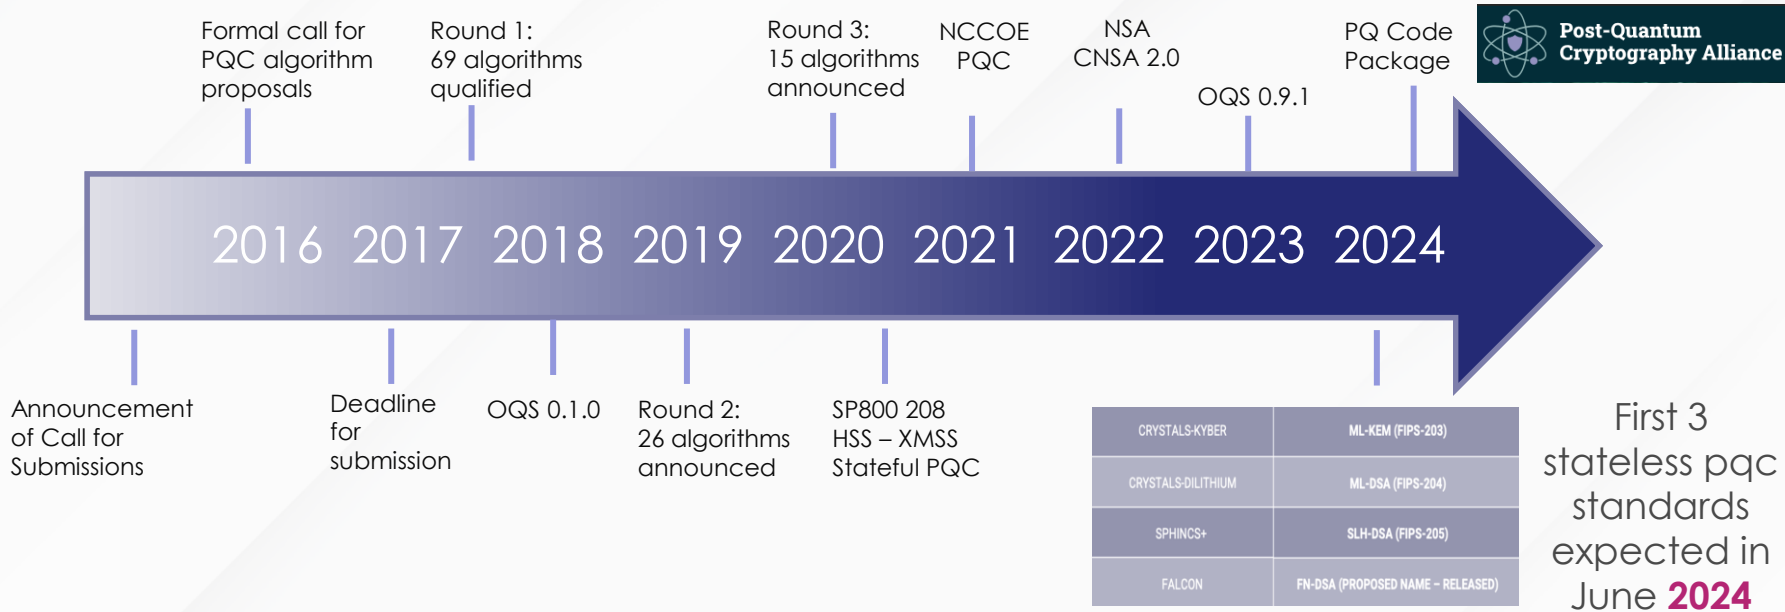 Formal call for
PQC algorithm
proposals
Round 1:
69 algorithms
qualified
Round 3:
15 algorithms
announced
NCCOE
PQC
NSA
CNSA 2.0
OQS 0.9.1
PQ Code
Package
Post-Quantum
Cryptography Alliance
2016 2017 2018 2019 2020 2021 2022 2023 2024
Announcement
of Call for
Submissions
Deadline
for
submission
OQS 0.1.0
Round 2:
26 algorithms
announced
SP800 208
HSS – XMSS
Stateful PQC
CRYSTALS-KYBER ML-KEM (FIPS-203)
CRYSTALS-DILITHIUM ML-DSA (FIPS-204)
SPHINCS+ SLH-DSA (FIPS-205)
FALCON FN-DSA (PROPOSED NAME – RELEASED)
First 3
stateless pqc
standards
expected in
June 2024